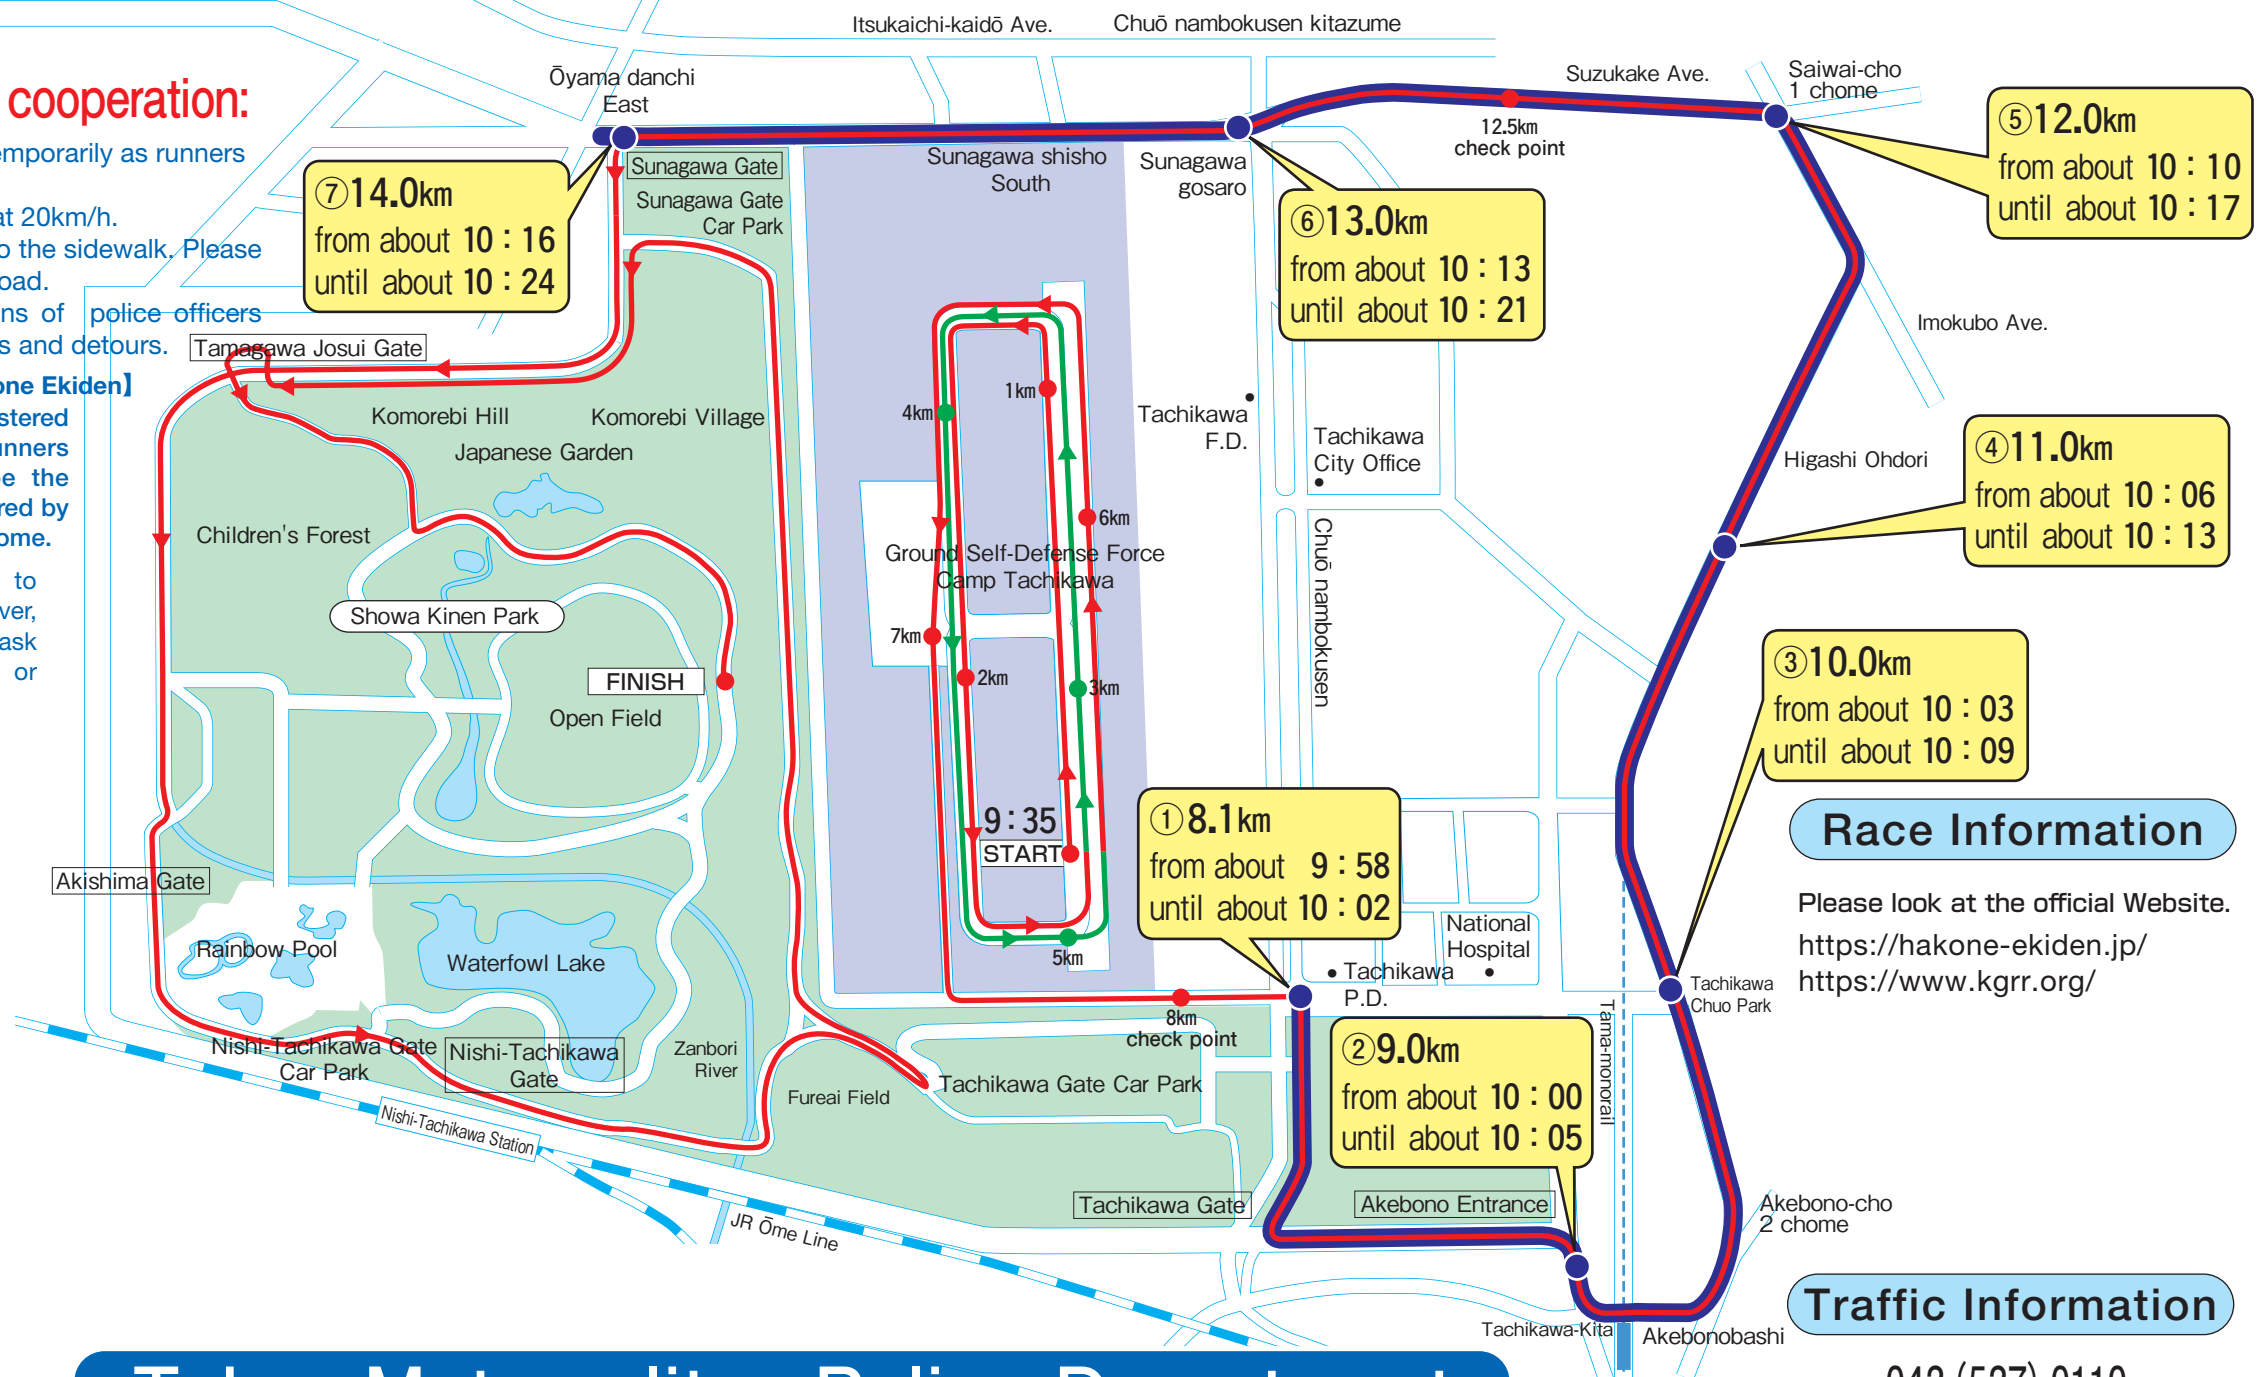 Itsukaichi-kaidō Ave.
Chuō nambokusen kitazume
Ōyama danchi
East
Suzukake Ave.
Saiwai-cho
1 chome
cooperation:
emporarily as runners
at 20km/h.
o the sidewalk. Please
oad.
ns of police officers
s and detours.
one Ekiden】
stered
unners
be the
red by
ome.
to
ver,
ask
or
⑦14.0km
from about 10:16
until about 10:24
Sunagawa Gate
Sunagawa Gate
Car Park
Sunagawa shisho
South
Sunagawa
gosaro
12.5km
check point
⑤12.0km
from about 10:10
until about 10:17
⑥13.0km
from about 10:13
until about 10:21
Imokubo Ave.
Tamagawa Josui Gate
Komorebi Hill
Komorebi Village
Japanese Garden
1km
4km
Tachikawa
F.D.
Tachikawa
City Office
Higashi Ohdori
④11.0km
from about 10:06
until about 10:13
Children's Forest
6km
Ground Self-Defense Force
Camp Tachikawa
Chuō nambokusen
Showa Kinen Park
7km
2km
3km
FINISH
Open Field
③10.0km
from about 10:03
until about 10:09
9:35
START
①8.1km
from about 9:58
until about 10:02
Race Information
Please look at the official Website.
https://hakone-ekiden.jp/
https://www.kgrr.org/
Akishima Gate
Rainbow Pool
Waterfowl Lake
5km
National
Hospital
Tachikawa
P.D.
Tachikawa
Chuo Park
8km
check point
Tama-monorail
Nishi-Tachikawa Gate
Car Park
Nishi-Tachikawa
Gate
Zanbori
River
Fureai Field
Tachikawa Gate Car Park
②9.0km
from about 10:00
until about 10:05
Nishi-Tachikawa Station
JR Ōme Line
Tachikawa Gate
Akebono Entrance
Akebono-cho
2 chome
Tachikawa-Kita
Akebonobashi
Traffic Information
042 (527) 0110
Tokyo Metropolitan Police Department